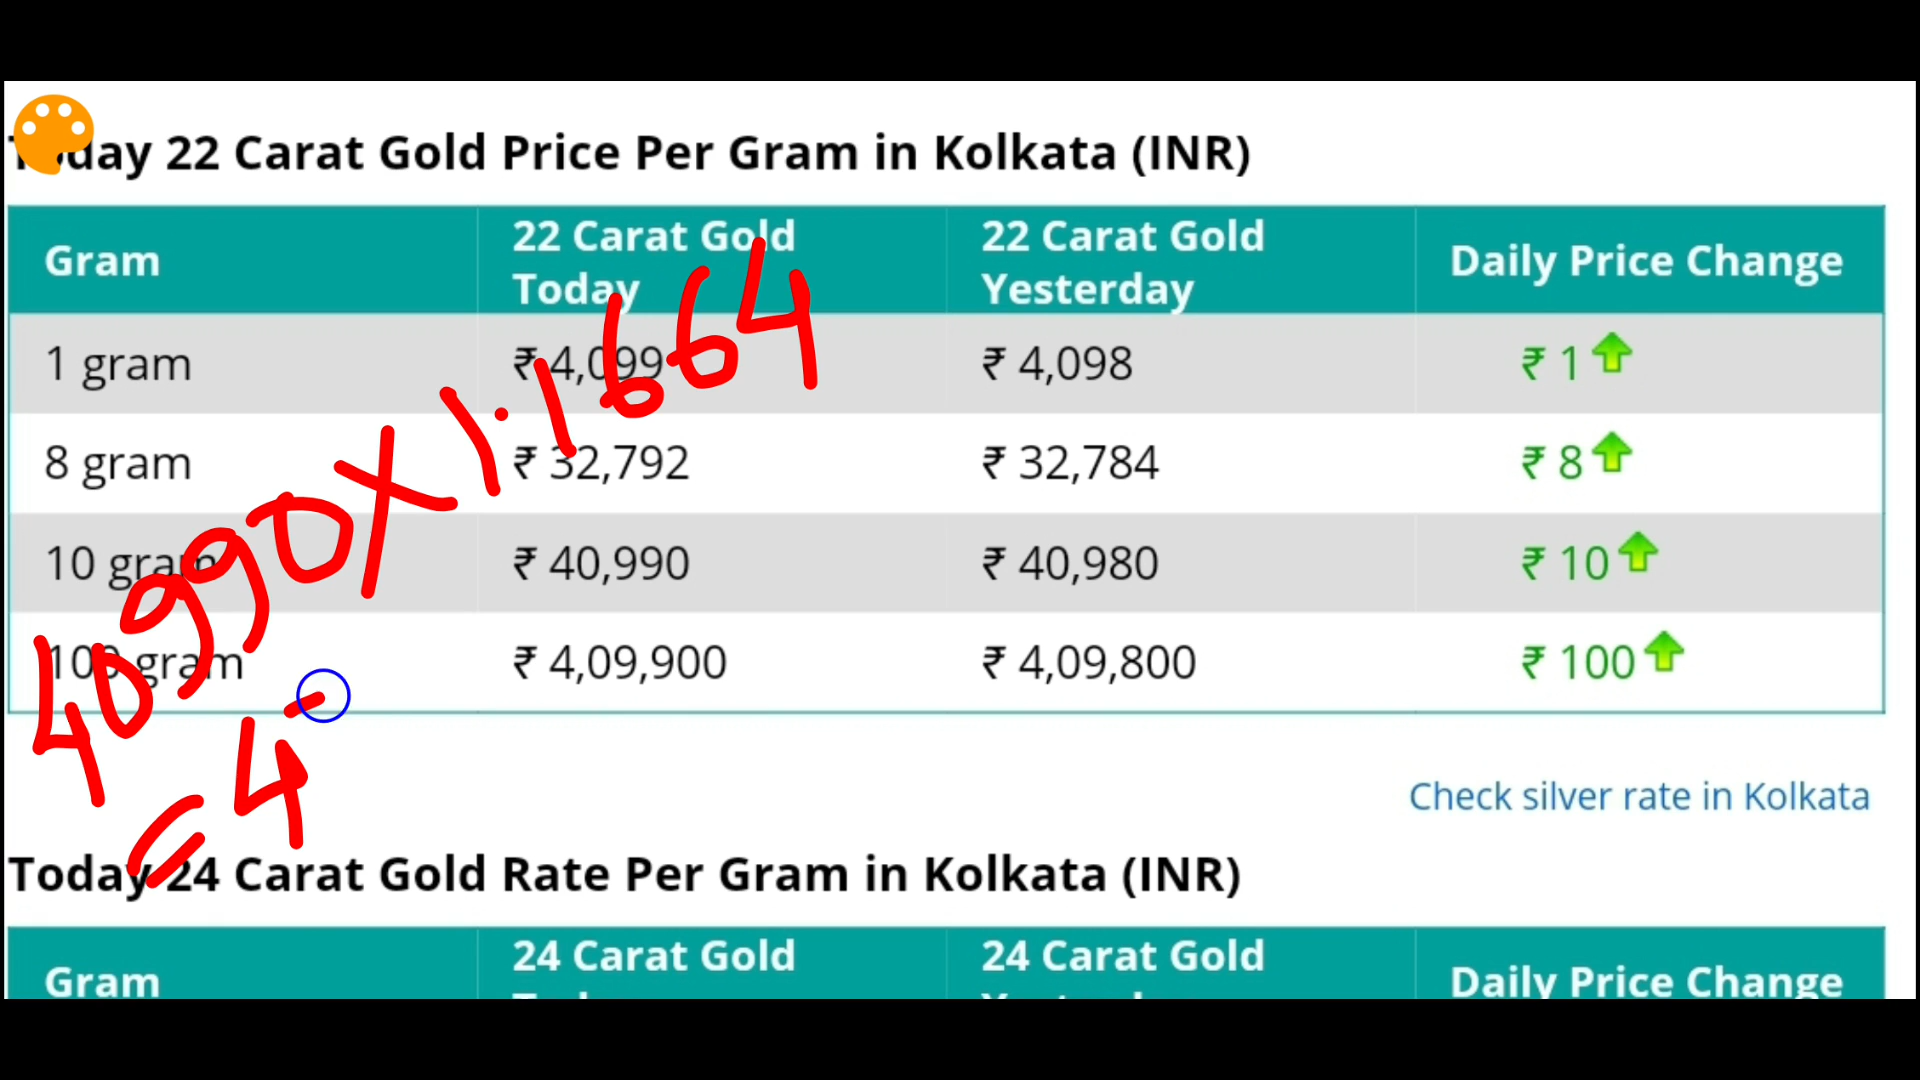 Today 22 Carat Gold Price Per Gram in Kolkata (INR)
Gram 22 Carat Gold Today 22 Carat Gold Yesterday Daily Price Change
1 gram ₹ 4,099 ₹ 4,098 ₹ 1
8 gram ₹ 32,792 ₹ 32,784 ₹ 8
10 gram ₹ 40,990 ₹ 40,980 ₹ 10
100 gram ₹ 4,09,900 ₹ 4,09,800 ₹ 100
40990X1.1664
=4
Check silver rate in Kolkata
Today 24 Carat Gold Rate Per Gram in Kolkata (INR)
Gram 24 Carat Gold 24 Carat Gold Daily Price Change